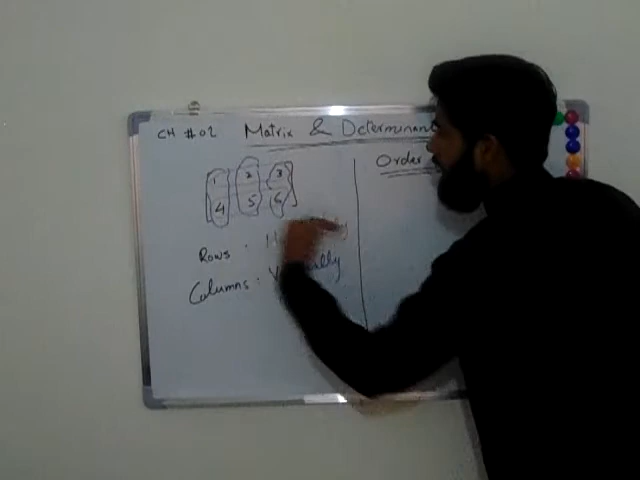 CH # 02 Matrix & Determinant
Order
1 2 3
4 5 6
Rows
Columns